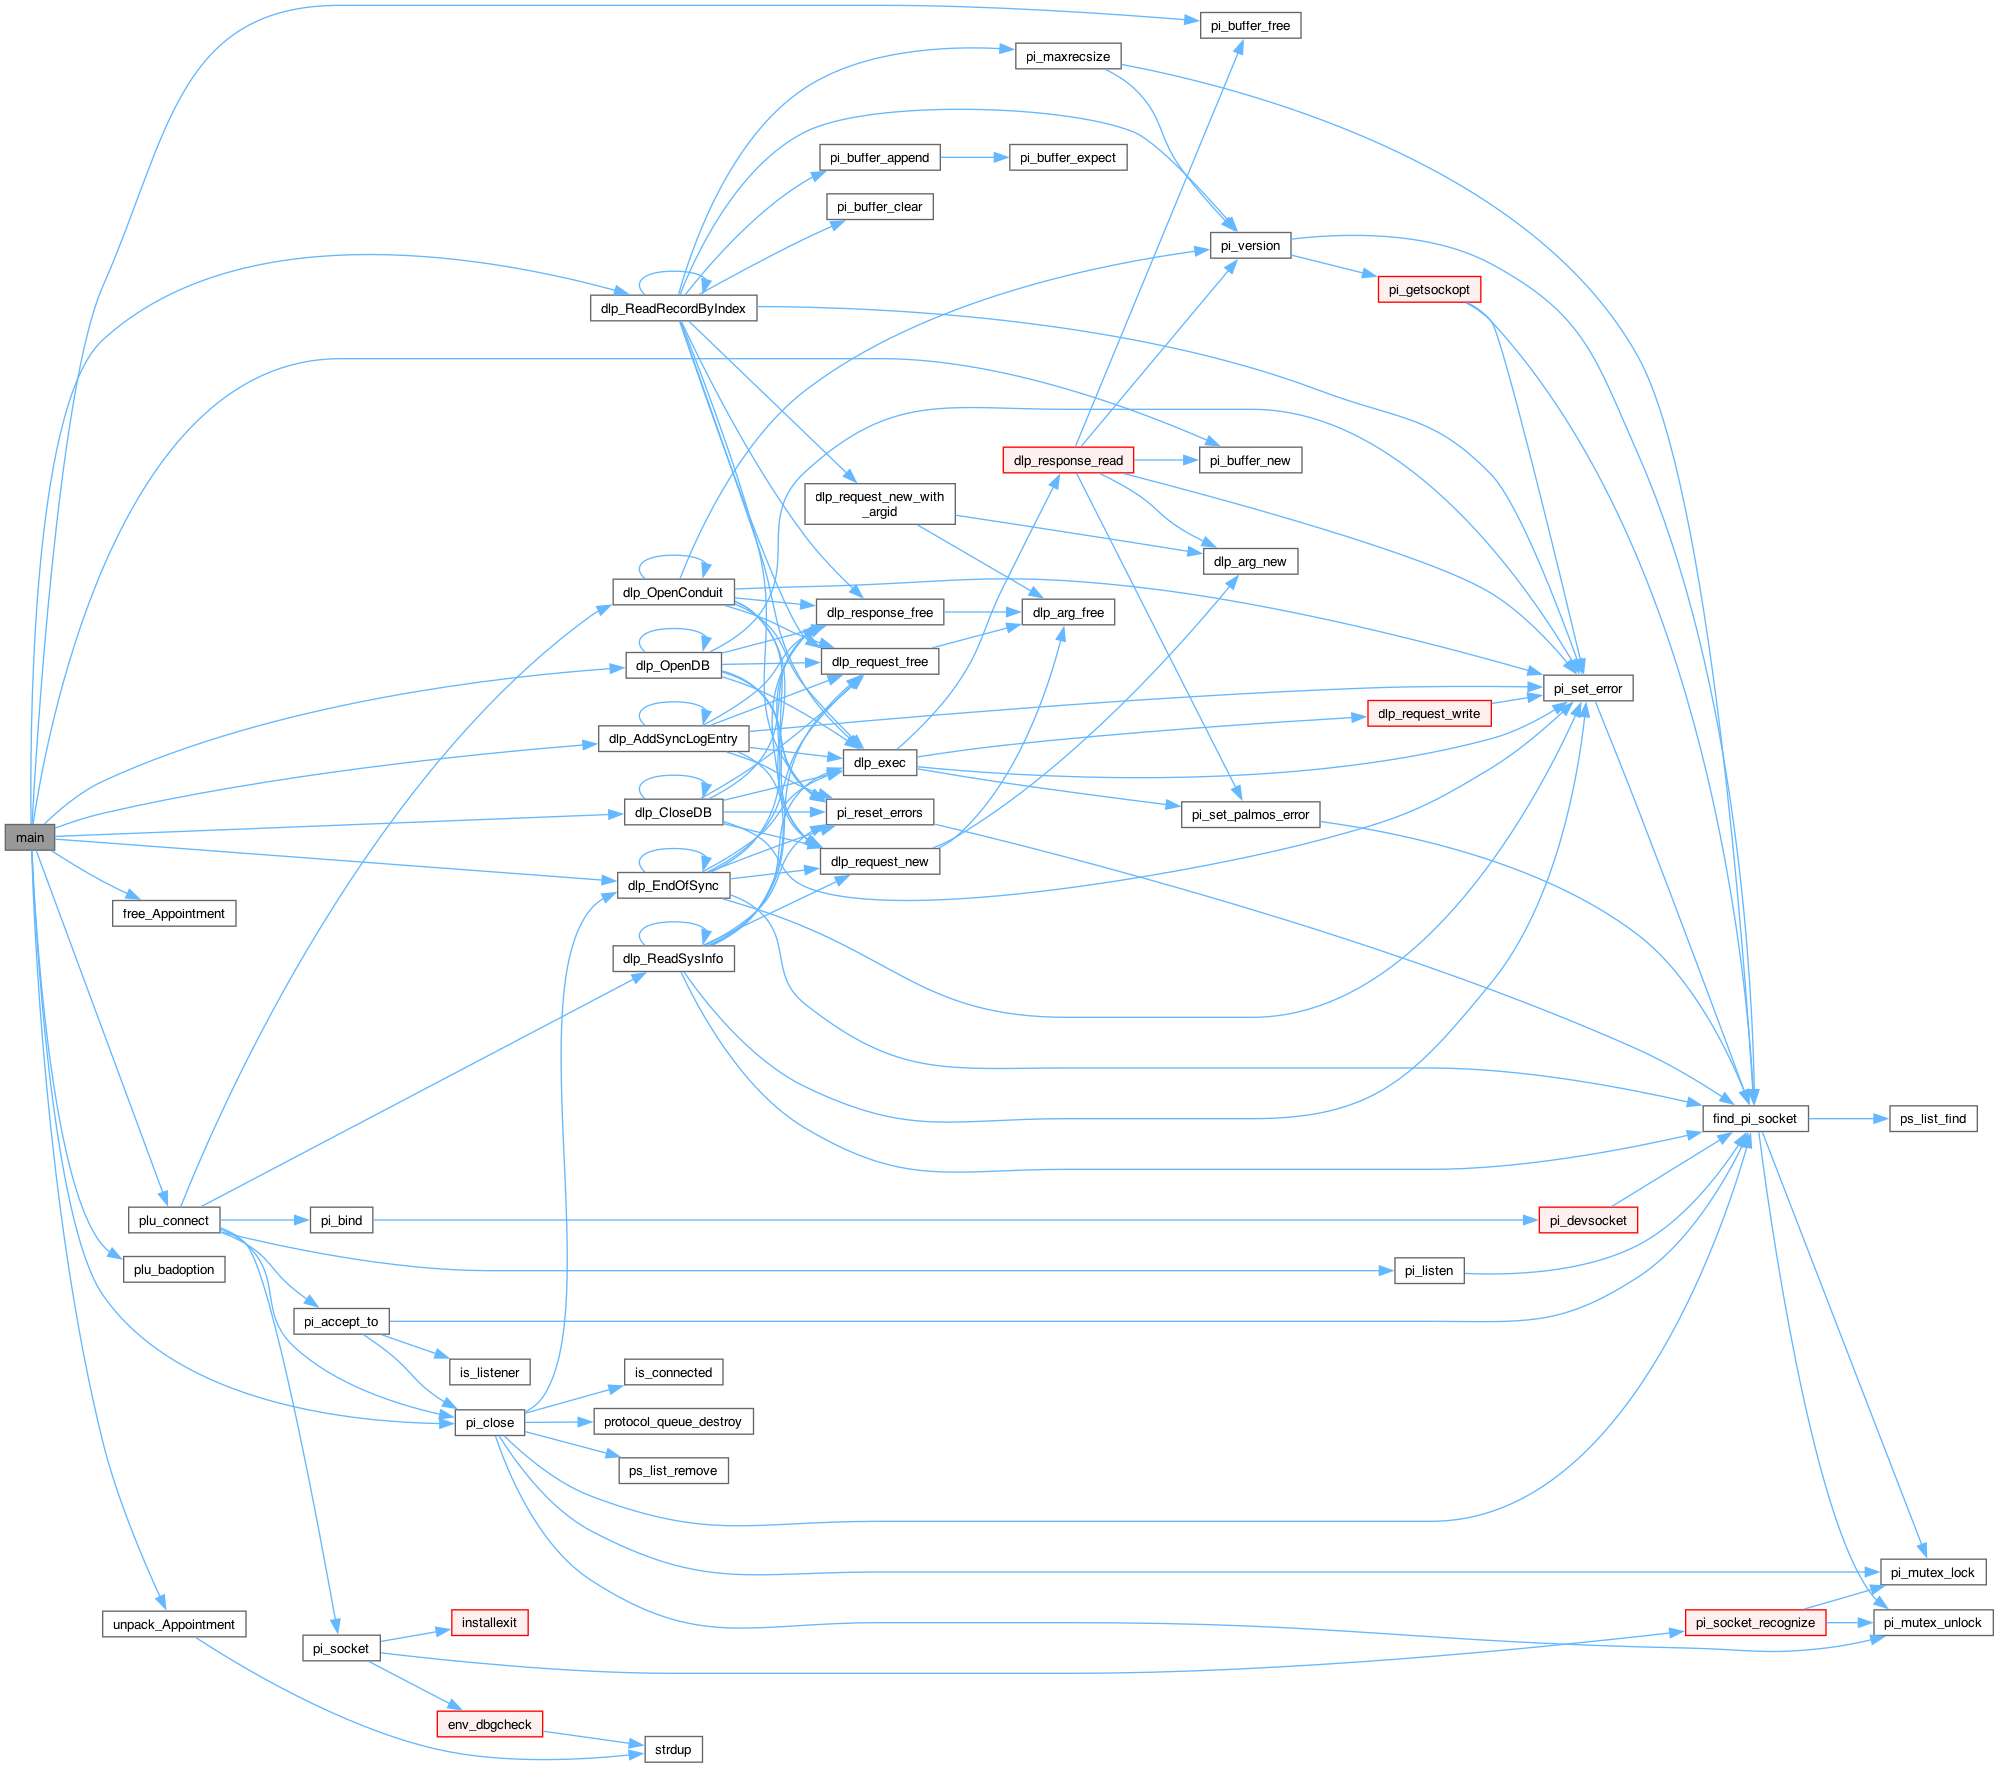 pi_buffer_free
pi_maxrecsize
pi_buffer_append
pi_buffer_expect
pi_buffer_clear
pi_version
pi_getsockopt
dlp_ReadRecordByIndex
dlp_response_read
pi_buffer_new
dlp_request_new_with
_argid
dlp_arg_new
dlp_OpenConduit
dlp_response_free
dlp_arg_free
dlp_OpenDB
dlp_request_free
pi_set_error
dlp_request_write
dlp_AddSyncLogEntry
dlp_exec
dlp_CloseDB
pi_reset_errors
pi_set_palmos_error
main
dlp_request_new
dlp_EndOfSync
free_Appointment
dlp_ReadSysInfo
find_pi_socket
ps_list_find
plu_connect
pi_bind
pi_devsocket
plu_badoption
pi_listen
pi_accept_to
is_listener
is_connected
pi_close
protocol_queue_destroy
ps_list_remove
pi_mutex_lock
unpack_Appointment
installexit
pi_socket_recognize
pi_mutex_unlock
pi_socket
env_dbgcheck
strdup